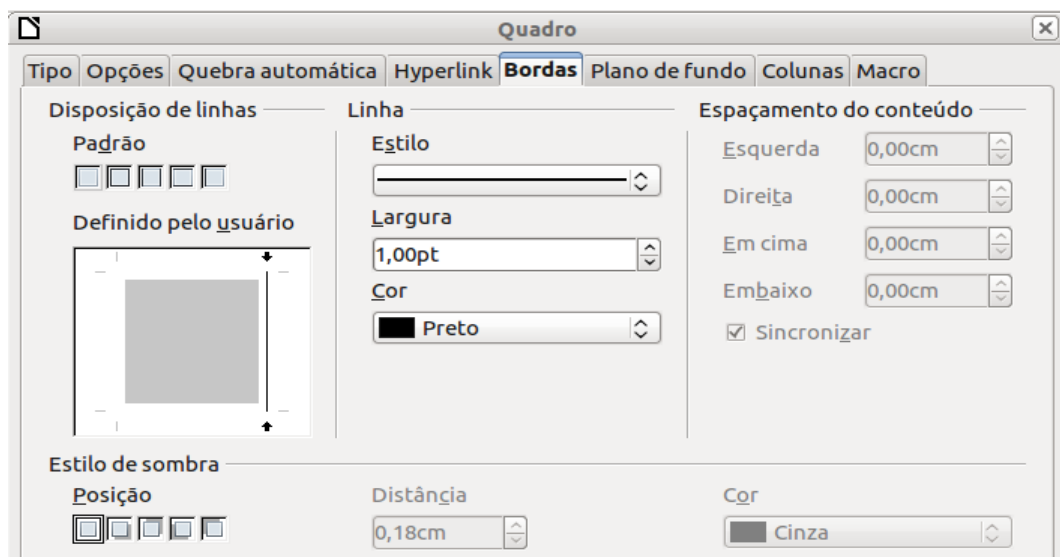 Quadro
Tipo Opções Quebra automática Hyperlink Bordas Plano de fundo Colunas Macro
Disposição de linhas
Padrão
Definido pelo usuário
Linha
Estilo
Largura
1,00pt
Cor
Preto
Espaçamento do conteúdo
Esquerda 0,00cm
Direita 0,00cm
Em cima 0,00cm
Embaixo 0,00cm
Sincronizar
Estilo de sombra
Posição
Distância
0,18cm
Cor
Cinza